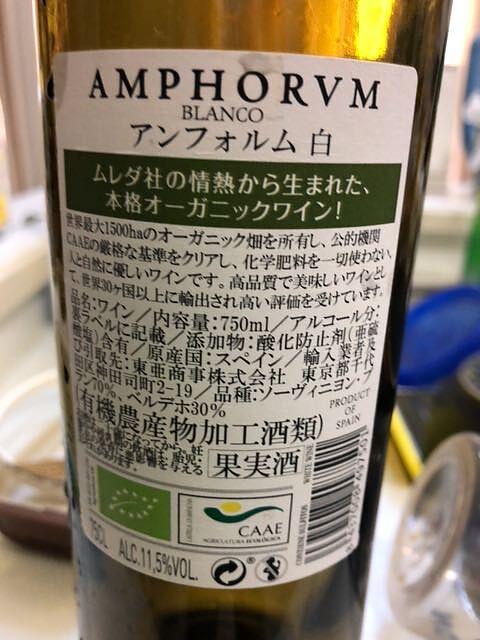 AMPHORVM
BLANCO
アンフォルム 白
ムレダ社の情熱から生まれた、
本格オーガニックワイン!
世界最大1500haのオーガニック畑を所有し、公的機関
CAAEの厳格な基準をクリアし、化学肥料を一切使わない、
人と自然に優しいワインです。高品質で美味しいワインとし
て、世界30ヶ国以上に輸出され高い評価を受けています。
品名:ワイン/内容量:750ml/アルコール分:
裏ラベルに記載/添加物:酸化防止剤(亜硫
酸塩)含有/原産国:スペイン/輸入業者及
び引取先:東亜商事株式会社 東京都千代
田区神田司町2-19/品種:ソーヴィニヨン・ブ
ラン70%、ベルデホ30%
PRODUCT
OF
SPAIN
(有機農産物加工酒類)
果実酒
CAAE
75CL ALC.11,5%VOL.
CONTIENE SULFITOS